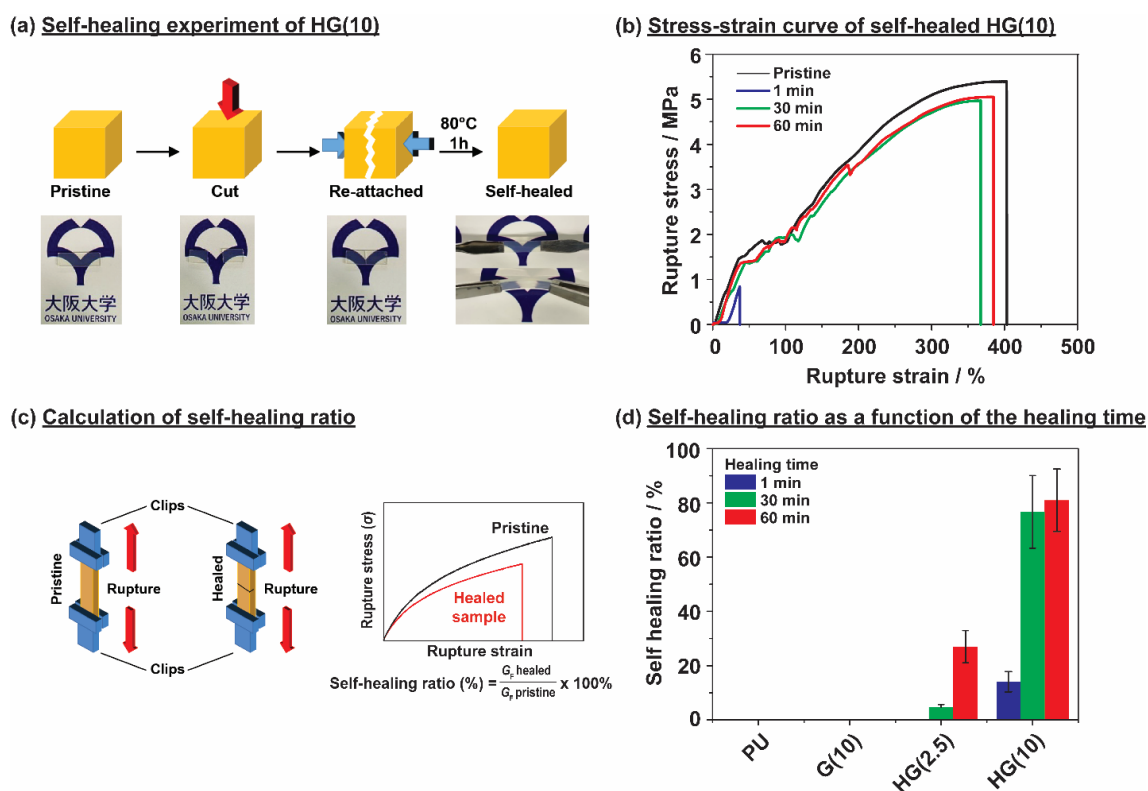 (a) Self-healing experiment of HG(10)
80°C
1h
Pristine
Cut
Re-attached
Self-healed
大阪大学
OSAKA UNIVERSITY
大阪大学
OSAKA UNIVERSITY
大阪大学
OSAKA UNIVERSITY
(b) Stress-strain curve of self-healed HG(10)
Pristine
1 min
30 min
60 min
Rupture stress / MPa
6
5
4
3
2
1
0
0
100
200
300
400
500
Rupture strain / %
(c) Calculation of self-healing ratio
Clips
Pristine
Rupture
Healed
Rupture
Clips
Rupture stress (σ)
Pristine
Healed
sample
Rupture strain
Self-healing ratio (%) = G_F healed / G_F pristine x 100%
(d) Self-healing ratio as a function of the healing time
Self healing ratio / %
100
80
60
40
20
0
Healing time
1 min
30 min
60 min
PU
G(10)
HG(2.5)
HG(10)